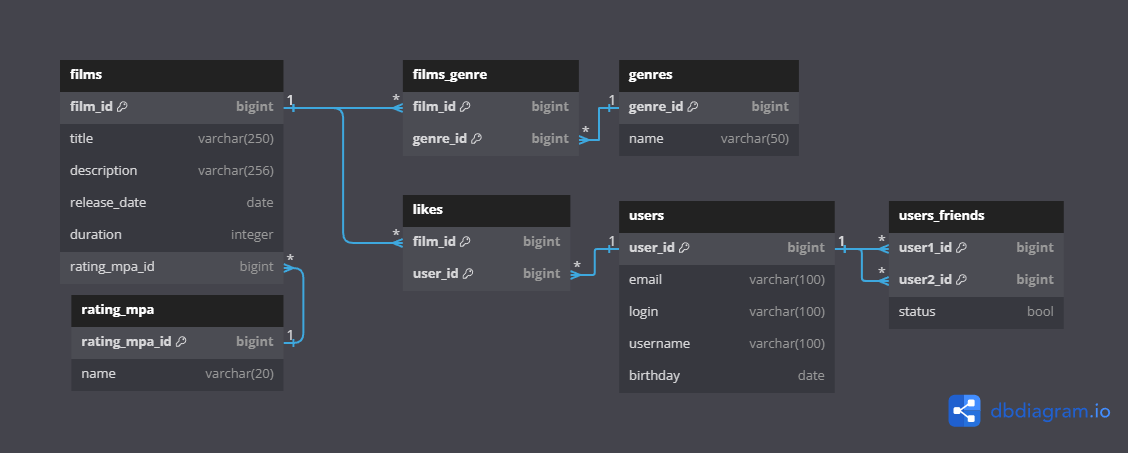 films
film_id bigint
title varchar(250)
description varchar(256)
release_date date
duration integer
rating_mpa_id bigint
rating_mpa
rating_mpa_id bigint
name varchar(20)
1
*
*
1
*
films_genre
film_id bigint
genre_id bigint
*
1
genres
genre_id bigint
name varchar(50)
likes
film_id bigint
user_id bigint
*
1
users
user_id bigint
email varchar(100)
login varchar(100)
username varchar(100)
birthday date
1
*
*
users_friends
user1_id bigint
user2_id bigint
status bool
dbdiagram.io